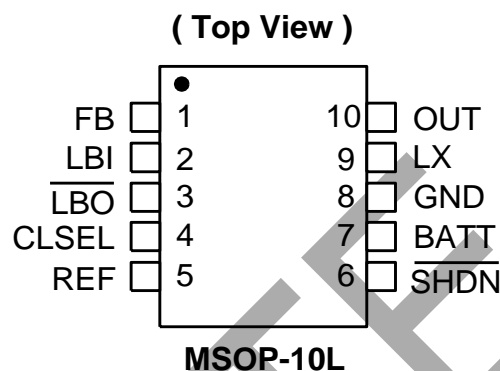 ( Top View )
FB 1 10 OUT
LBI 2 9 LX
LBO 3 8 GND
CLSEL 4 7 BATT
REF 5 6 SHDN
MSOP-10L